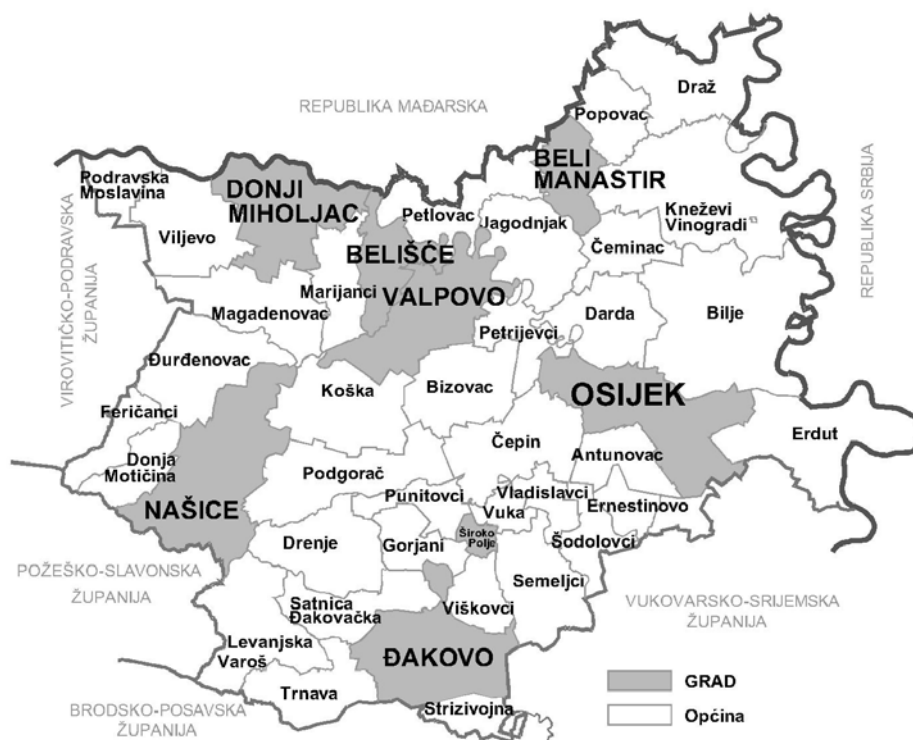 REPUBLIKA MAĐARSKA
Draž
Popovac
BELI
MANASTIR
Podravska
Moslavina
DONJI
MIHOLJAC
Petlovac
Jagodnjak
Kneževi
Vinogradi
Viljevo
BELIŠĆE
Čeminac
REPUBLIKA SRBIJA
VIROVITIČKO-PODRAVSKA
ŽUPANIJA
Marijanci
VALPOVO
Magadenovac
Petrijevci
Darda
Bilje
Đurđenovac
Koška
Bizovac
OSIJEK
Feričanci
Erdut
Donja
Motičina
Čepin
Antunovac
Podgorač
NAŠICE
Punitovci
Vladislavci
Vuka
Ernestinovo
Drenje
Gorjani
Široko
Polje
Šodolovci
POŽEŠKO-SLAVONSKA
ŽUPANIJA
Semeljci
Satnica
Đakovačka
Viškovci
VUKOVARSKO-SRIJEMSKA
ŽUPANIJA
Levanjska
Varoš
ĐAKOVO
Trnava
Strizivojna
BRODSKO-POSAVSKA
ŽUPANIJA
GRAD
Općina